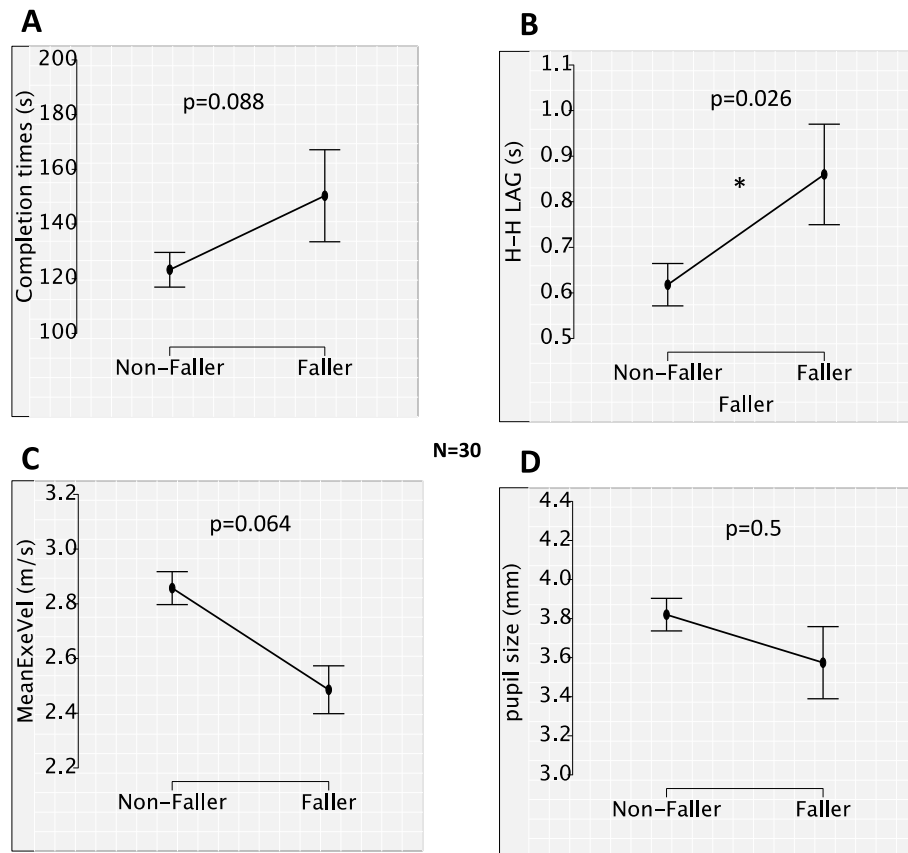 A
Completion times (s)
200
180
160
140
120
100
p=0.088
Non−Faller
Faller
B
H−H LAG (s)
1.1
1.0
0.9
0.8
0.7
0.6
0.5
p=0.026
*
Non−Faller
Faller
Faller
C
N=30
MeanExeVel (m/s)
3.2
3.0
2.8
2.6
2.4
2.2
p=0.064
Non−Faller
Faller
D
pupil size (mm)
4.4
4.2
4.0
3.8
3.6
3.4
3.0
p=0.5
Non−Faller
Faller